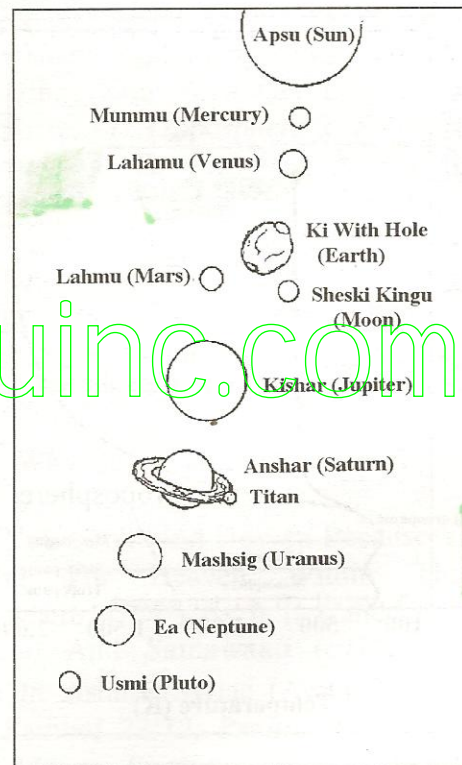 Apsu (Sun)
Mummu (Mercury)
Lahamu (Venus)
Ki With Hole
(Earth)
Lahmu (Mars)
Sheski Kingu
(Moon)
uinc.com
Kishar (Jupiter)
Anshar (Saturn)
Titan
Mashsig (Uranus)
Ea (Neptune)
Usmi (Pluto)